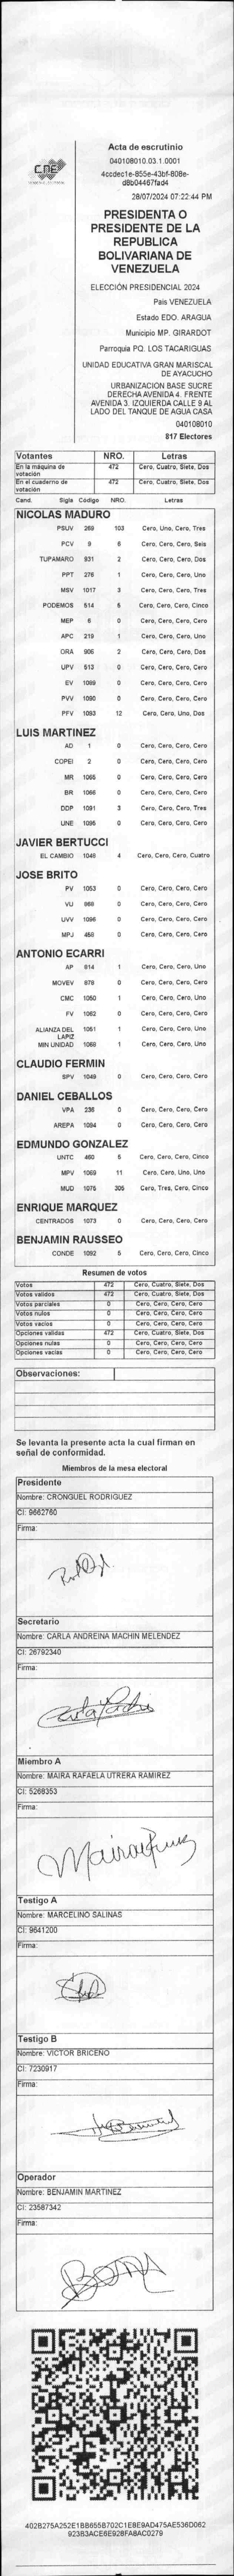 CNE
Acta de escrutinio
040108010.03.1.0001
4ccdec1e-855e-43bf-808e-
d6b04467fad4
28/07/2024 07:22:44 PM
PRESIDENTA O
PRESIDENTE DE LA
REPUBLICA
BOLIVARIANA DE
VENEZUELA
ELECCIÓN PRESIDENCIAL 2024
País VENEZUELA
Estado EDO. ARAGUA
Municipio MP. GIRARDOT
Parroquia PQ. LOS TACARIGUAS
UNIDAD EDUCATIVA GRAN MARISCAL
DE AYACUCHO
URBANIZACION BASE SUCRE
DERECHA AVENIDA 4. FRENTE
AVENIDA 3. IZQUIERDA CALLE 9 AL
LADO DEL TANQUE DE AGUA CASA
040108010
817 Electores
Votantes NRO. Letras
En la máquina de votación 472 Cero, Cuatro, Siete, Dos
En el cuaderno de votación 472 Cero, Cuatro, Siete, Dos
Cand. Sigla Código NRO. Letras
NICOLAS MADURO
PSUV 269 103 Cero, Uno, Cero, Tres
PCV 9 6 Cero, Cero, Cero, Seis
TUPAMARO 931 2 Cero, Cero, Cero, Dos
PPT 276 1 Cero, Cero, Cero, Uno
MSV 1017 3 Cero, Cero, Cero, Tres
PODEMOS 514 5 Cero, Cero, Cero, Cinco
MEP 6 0 Cero, Cero, Cero, Cero
APC 219 1 Cero, Cero, Cero, Uno
ORA 906 2 Cero, Cero, Cero, Dos
UPV 513 0 Cero, Cero, Cero, Cero
EV 1099 0 Cero, Cero, Cero, Cero
PVV 1090 0 Cero, Cero, Cero, Cero
PFV 1093 12 Cero, Cero, Uno, Dos
LUIS MARTINEZ
AD 1 0 Cero, Cero, Cero, Cero
COPEI 2 0 Cero, Cero, Cero, Cero
MR 1065 0 Cero, Cero, Cero, Cero
BR 1066 0 Cero, Cero, Cero, Cero
DDP 1091 3 Cero, Cero, Cero, Tres
UNE 1095 0 Cero, Cero, Cero, Cero
JAVIER BERTUCCI
EL CAMBIO 1048 4 Cero, Cero, Cero, Cuatro
JOSE BRITO
PV 1053 0 Cero, Cero, Cero, Cero
VU 868 0 Cero, Cero, Cero, Cero
UVV 1096 0 Cero, Cero, Cero, Cero
MPJ 458 0 Cero, Cero, Cero, Cero
ANTONIO ECARRI
AP 814 1 Cero, Cero, Cero, Uno
MOVEV 878 0 Cero, Cero, Cero, Cero
CMC 1050 1 Cero, Cero, Cero, Uno
FV 1062 0 Cero, Cero, Cero, Cero
ALIANZA DEL LAPIZ 1061 1 Cero, Cero, Cero, Uno
MIN UNIDAD 1068 1 Cero, Cero, Cero, Uno
CLAUDIO FERMIN
SPV 1049 0 Cero, Cero, Cero, Cero
DANIEL CEBALLOS
VPA 236 0 Cero, Cero, Cero, Cero
AREPA 1094 0 Cero, Cero, Cero, Cero
EDMUNDO GONZALEZ
UNTC 460 5 Cero, Cero, Cero, Cinco
MPV 1069 11 Cero, Cero, Uno, Uno
MUD 1075 305 Cero, Tres, Cero, Cinco
ENRIQUE MARQUEZ
CENTRADOS 1073 0 Cero, Cero, Cero, Cero
BENJAMIN RAUSSEO
CONDE 1092 5 Cero, Cero, Cero, Cinco
Resumen de votos
Votos 472 Cero, Cuatro, Siete, Dos
Votos validos 472 Cero, Cuatro, Siete, Dos
Votos parciales 0 Cero, Cero, Cero, Cero
Votos nulos 0 Cero, Cero, Cero, Cero
Votos vacios 0 Cero, Cero, Cero, Cero
Opciones validas 472 Cero, Cuatro, Siete, Dos
Opciones nulas 0 Cero, Cero, Cero, Cero
Opciones vacias 0 Cero, Cero, Cero, Cero
Observaciones:
Se levanta la presente acta la cual firman en
señal de conformidad.
Miembros de la mesa electoral
Presidente
Nombre: CRONGUEL RODRIGUEZ
CI: 9662760
Firma:
Secretario
Nombre: CARLA ANDREINA MACHIN MELENDEZ
CI: 26792340
Firma:
Miembro A
Nombre: MAIRA RAFAELA UTRERA RAMIREZ
CI: 5268353
Firma:
Testigo A
Nombre: MARCELINO SALINAS
CI: 9641200
Firma:
Testigo B
Nombre: VICTOR BRICEÑO
CI: 7230917
Firma:
Operador
Nombre: BENJAMIN MARTINEZ
CI: 23587342
Firma:
402B275A252E1BB655B702C1E8E9AD475AE536D062
923B3ACE6E928FA8AC0279